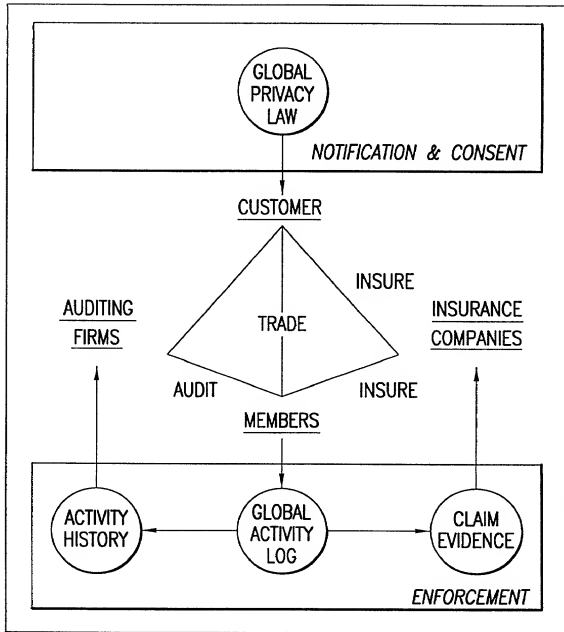 GLOBAL
PRIVACY
LAW
NOTIFICATION & CONSENT
CUSTOMER
INSURE
AUDITING
FIRMS
TRADE
INSURANCE
COMPANIES
AUDIT
INSURE
MEMBERS
ACTIVITY
HISTORY
GLOBAL
ACTIVITY
LOG
CLAIM
EVIDENCE
ENFORCEMENT